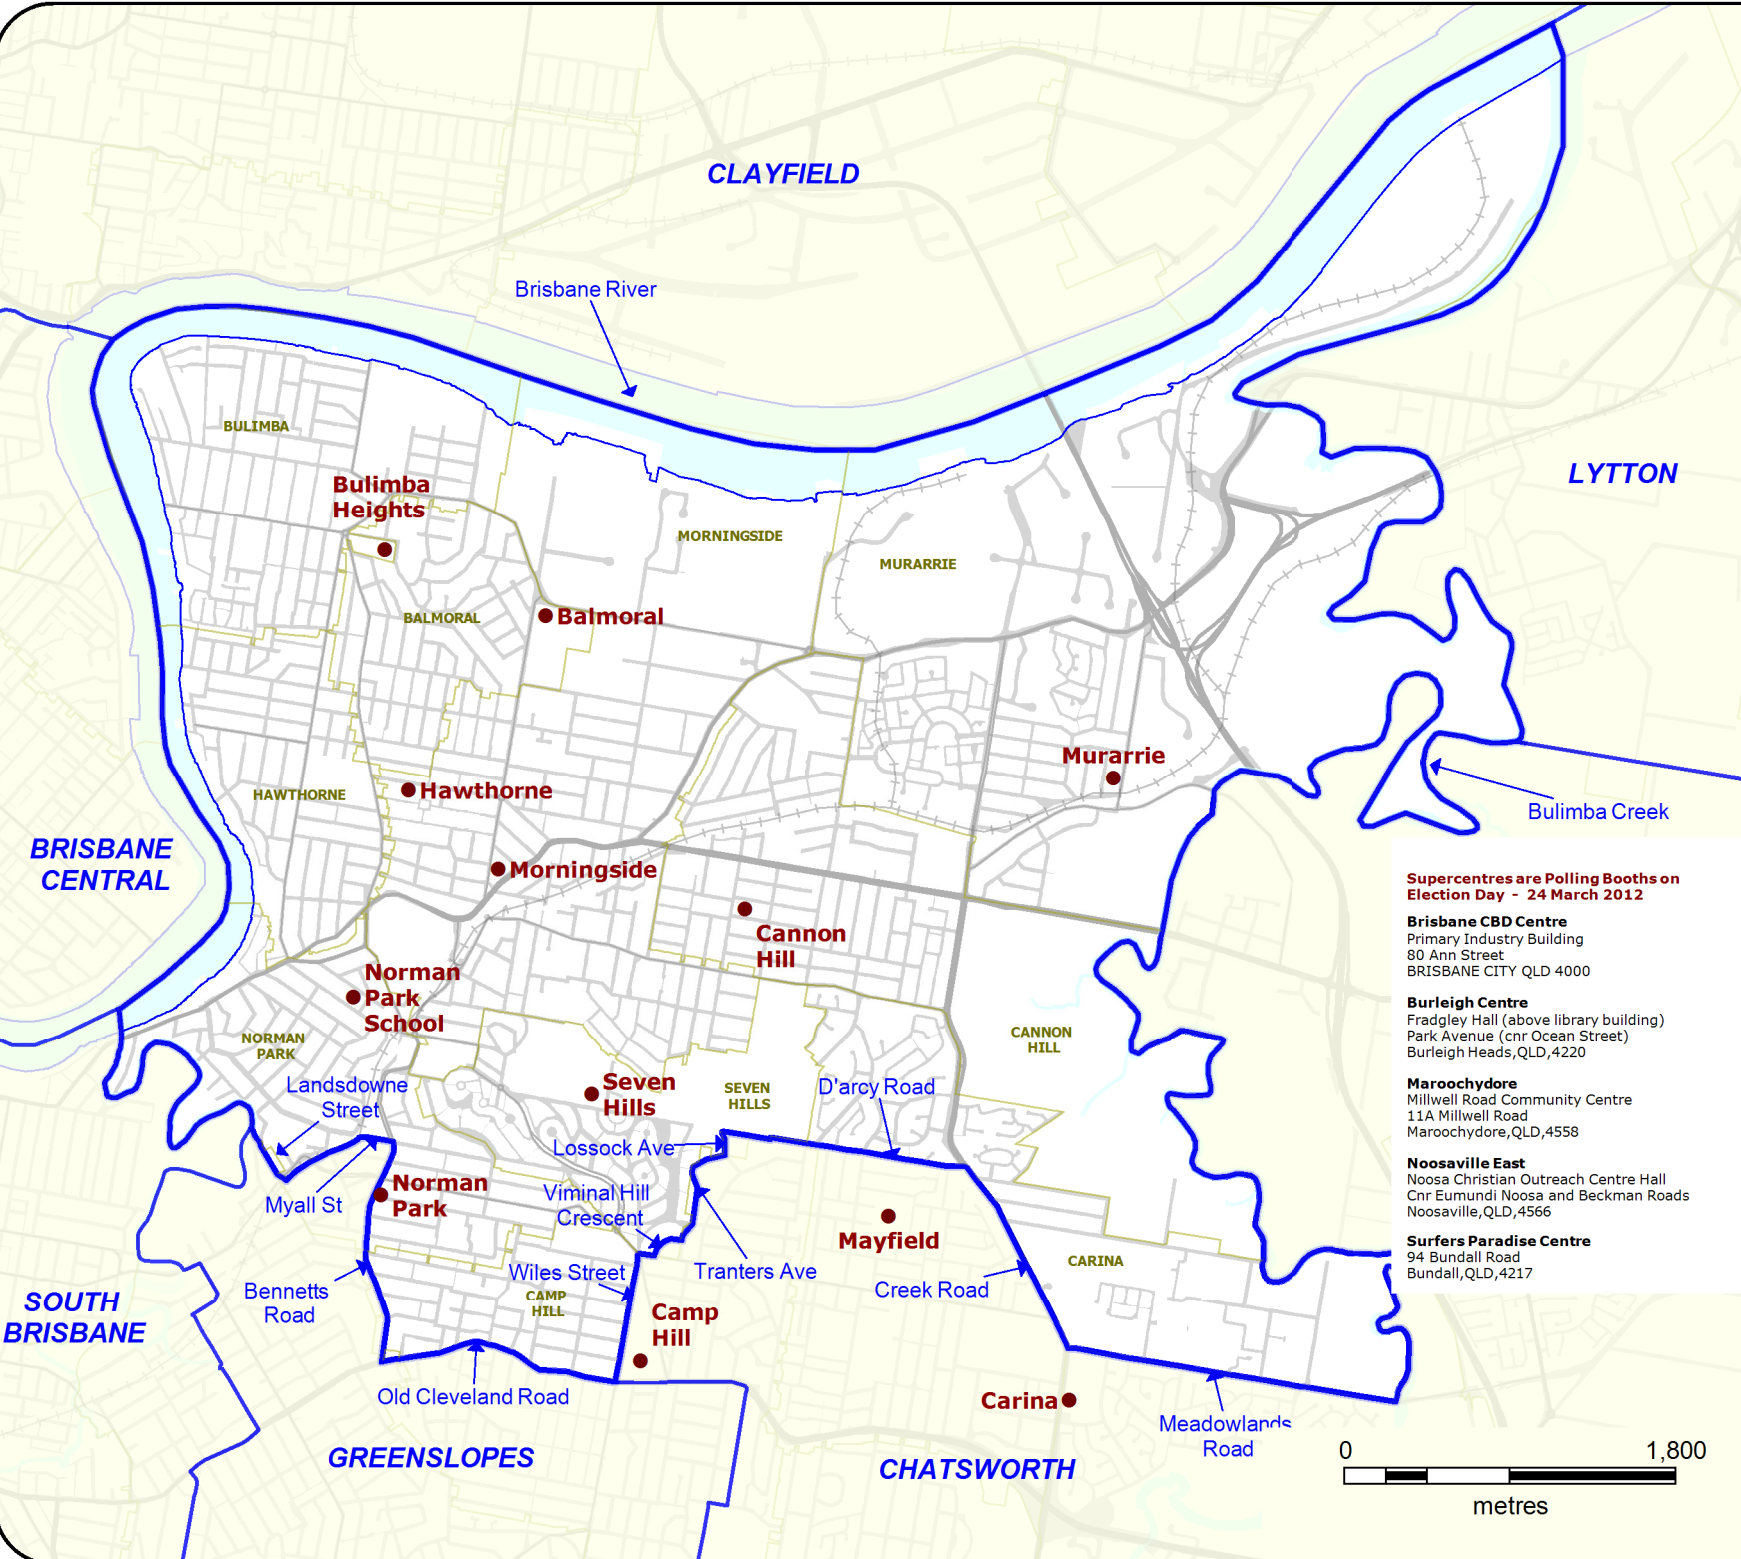 CLAYFIELD
Brisbane River
BULIMBA
LYTTON
Bulimba
Heights
MORNINGSIDE
MURARRIE
BALMORAL
Balmoral
Murarrie
Hawthorne
HAWTHORNE
Bulimba Creek
BRISBANE
CENTRAL
Morningside
Cannon
Hill
Norman
Park
School
NORMAN
PARK
CANNON
HILL
Seven
Hills
SEVEN
HILLS
D'arcy Road
Landsdowne
Street
Lossock Ave
Norman
Park
Myall St
Viminal Hill
Crescent
Mayfield
Tranters Ave
Wiles Street
Creek Road
CARINA
Bennetts
Road
CAMP
HILL
SOUTH
BRISBANE
Camp
Hill
Old Cleveland Road
Carina
Meadowlands
Road
GREENSLOPES
CHATSWORTH
Supercentres are Polling Booths on
Election Day - 24 March 2012
Brisbane CBD Centre
Primary Industry Building
80 Ann Street
BRISBANE CITY QLD 4000
Burleigh Centre
Fradgley Hall (above library building)
Park Avenue (cnr Ocean Street)
Burleigh Heads,QLD,4220
Maroochydore
Millwell Road Community Centre
11A Millwell Road
Maroochydore,QLD,4558
Noosaville East
Noosa Christian Outreach Centre Hall
Cnr Eumundi Noosa and Beckman Roads
Noosaville,QLD,4566
Surfers Paradise Centre
94 Bundall Road
Bundall,QLD,4217
0 1,800
metres